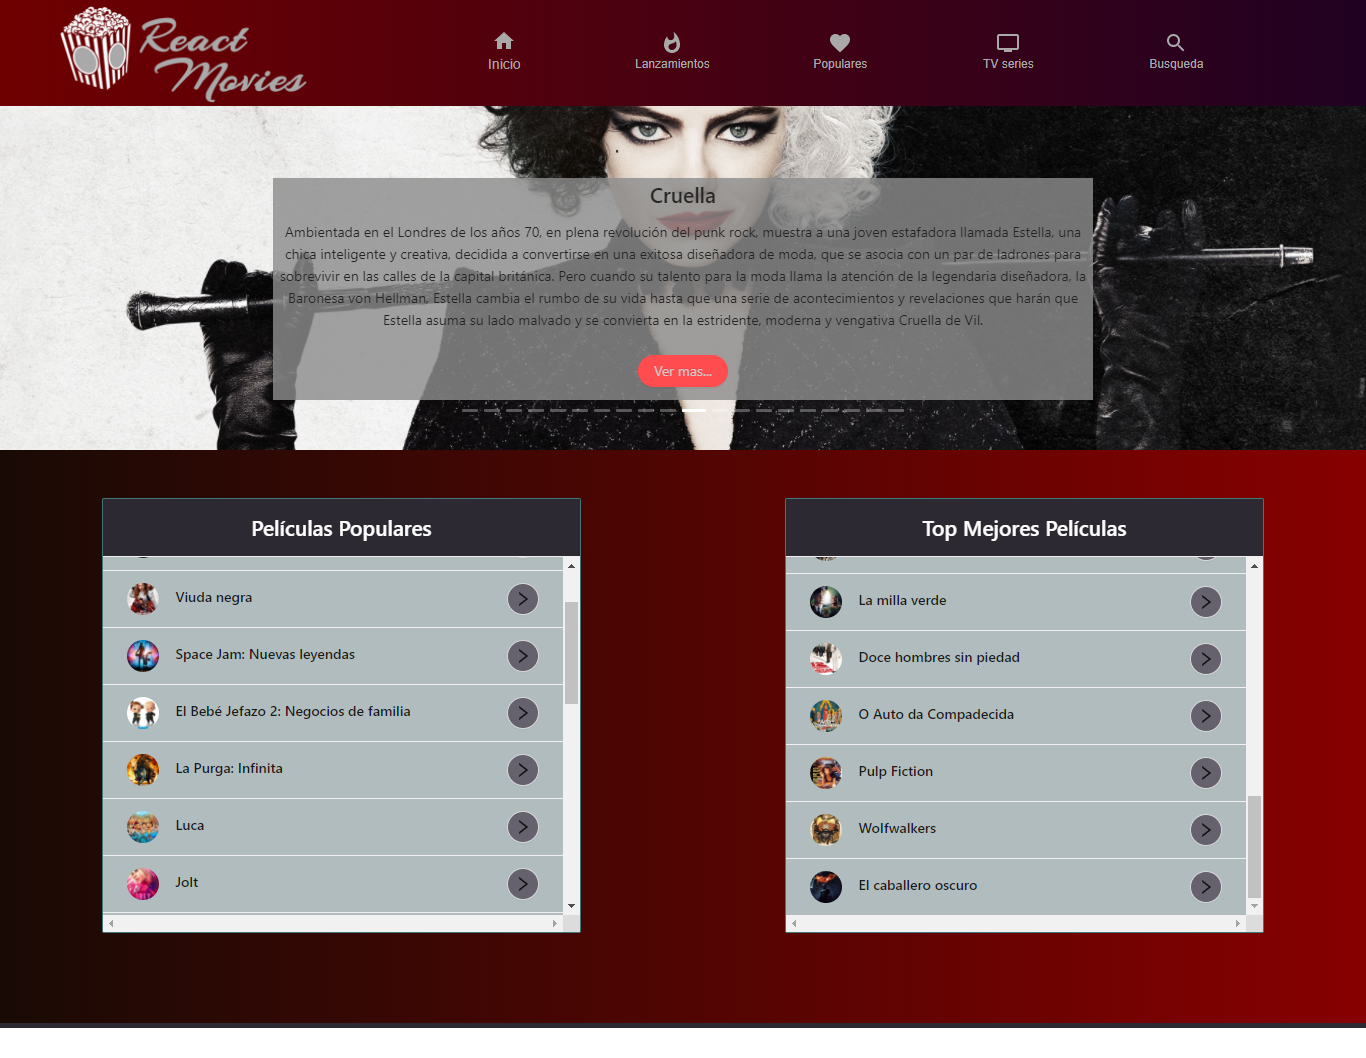 React
Movies
Inicio
Lanzamientos
Populares
TV series
Busqueda
Cruella
Ambientada en el Londres de los años 70, en plena revolución del punk rock, muestra a una joven estafadora llamada Estella, una
chica inteligente y creativa, decidida a convertirse en una exitosa diseñadora de moda, que se asocia con un par de ladrones para
sobrevivir en las calles de la capital británica. Pero cuando su talento para la moda llama la atención de la legendaria diseñadora, la
Baronesa von Hellman, Estella cambia el rumbo de su vida hasta que una serie de acontecimientos y revelaciones que harán que
Estella asuma su lado malvado y se convierta en la estridente, moderna y vengativa Cruella de Vil.
Ver mas...
Películas Populares
Viuda negra
Space Jam: Nuevas leyendas
El Bebé Jefazo 2: Negocios de familia
La Purga: Infinita
Luca
Jolt
Top Mejores Películas
La milla verde
Doce hombres sin piedad
O Auto da Compadecida
Pulp Fiction
Wolfwalkers
El caballero oscuro